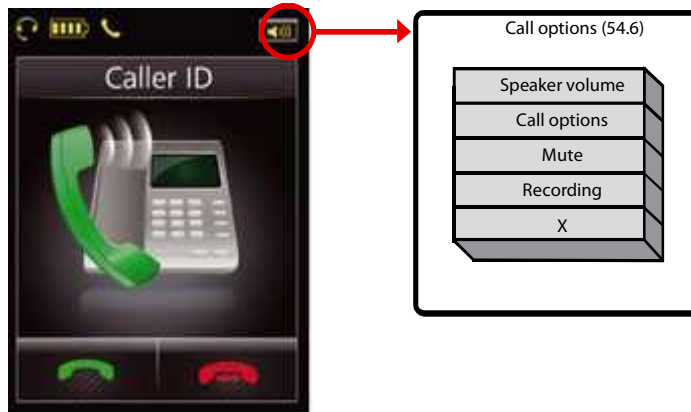 Caller ID
Call options (54.6)
Speaker volume
Call options
Mute
Recording
X